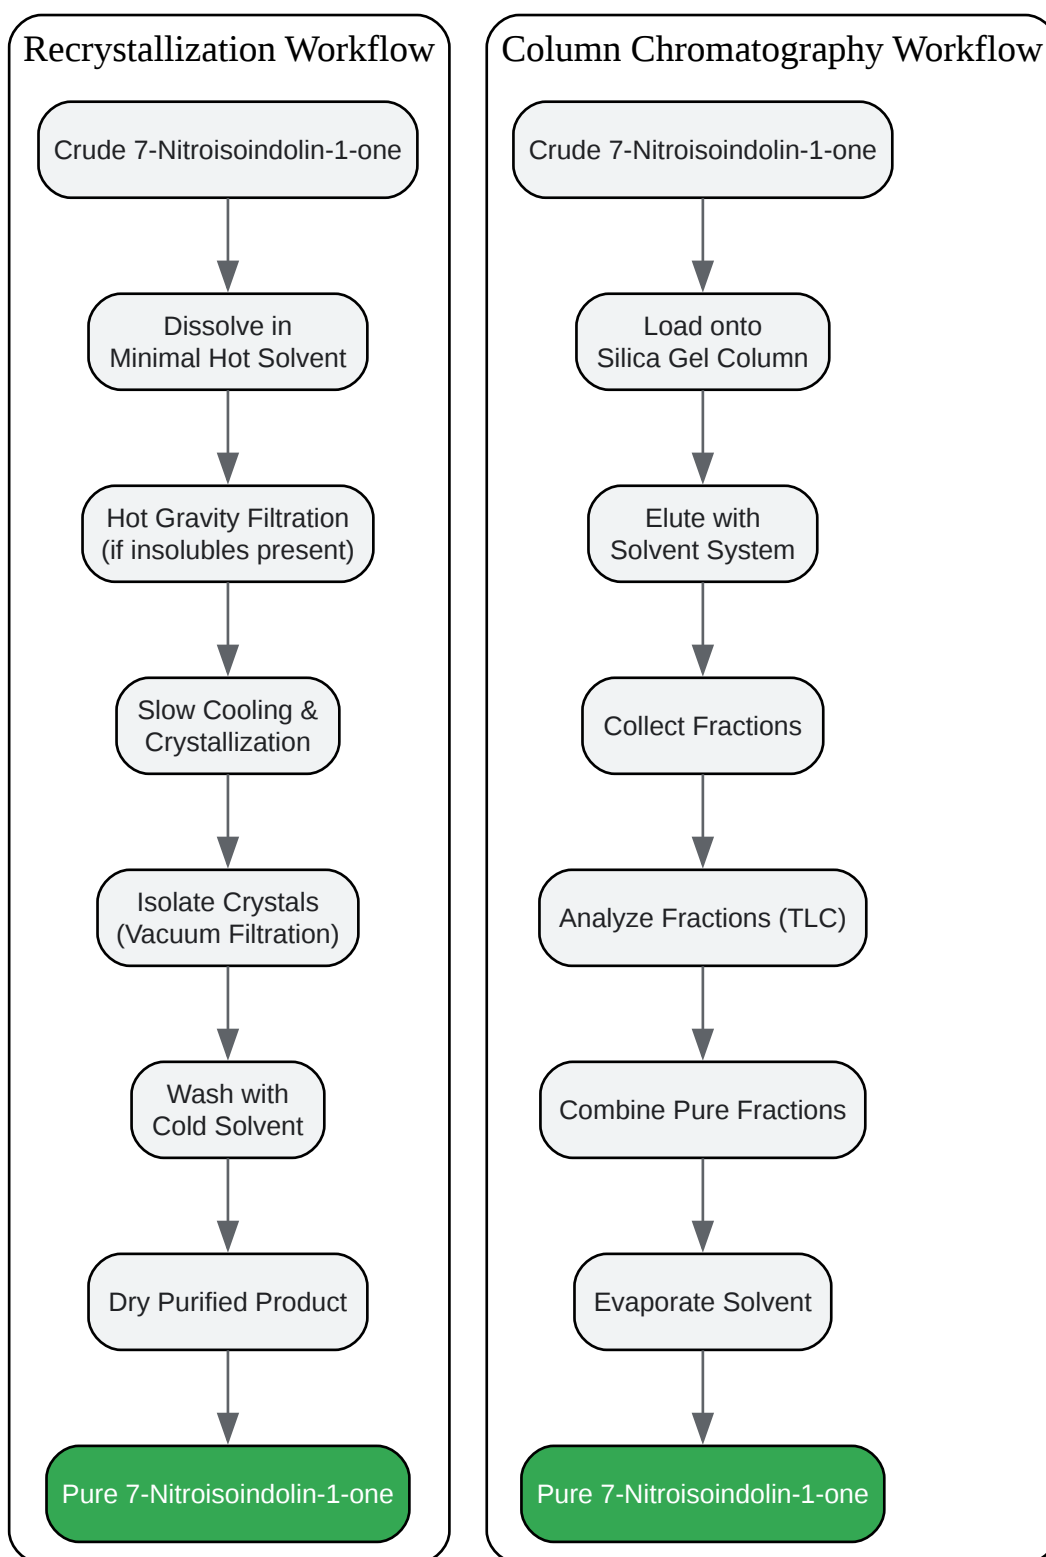 Recrystallization Workflow
Crude 7-Nitroisoindolin-1-one
Dissolve in
Minimal Hot Solvent
Hot Gravity Filtration
(if insolubles present)
Slow Cooling &
Crystallization
Isolate Crystals
(Vacuum Filtration)
Wash with
Cold Solvent
Dry Purified Product
Pure 7-Nitroisoindolin-1-one
Column Chromatography Workflow
Crude 7-Nitroisoindolin-1-one
Load onto
Silica Gel Column
Elute with
Solvent System
Collect Fractions
Analyze Fractions (TLC)
Combine Pure Fractions
Evaporate Solvent
Pure 7-Nitroisoindolin-1-one